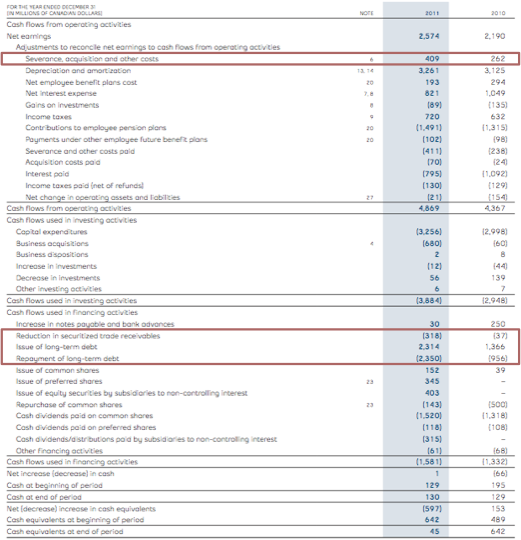 FOR THE YEAR ENDED DECEMBER 31
(IN MILLIONS OF CANADIAN DOLLARS) NOTE 2011 2010
Cash flows from operating activities
Net earnings 2,574 2,190
Adjustments to reconcile net earnings to cash flows from operating activities
Severance, acquisition and other costs 6 409 262
Depreciation and amortization 13, 14 3,261 3,125
Net employee benefit plans cost 20 193 294
Net interest expense 7, 8 821 1,049
Gains on investments 8 (89) (135)
Income taxes 9 720 632
Contributions to employee pension plans 20 (1,491) (1,315)
Payments under other employee future benefit plans 20 (102) (98)
Severance and other costs paid (411) (238)
Acquisition costs paid (70) (24)
Interest paid (795) (1,092)
Income taxes paid (net of refunds) (130) (129)
Net change in operating assets and liabilities 27 (21) (154)
Cash flows from operating activities 4,869 4,367
Cash flows used in investing activities
Capital expenditures (3,256) (2,998)
Business acquisitions 4 (680) (60)
Business dispositions 2 8
Increase in investments (12) (44)
Decrease in investments 56 139
Other investing activities 6 7
Cash flows used in investing activities (3,884) (2,948)
Cash flows used in financing activities
Increase in notes payable and bank advances 30 250
Reduction in securitized trade receivables (318) (37)
Issue of long-term debt 2,314 1,366
Repayment of long-term debt (2,350) (956)
Issue of common shares 152 39
Issue of preferred shares 23 345 –
Issue of equity securities by subsidiaries to non-controlling interest 403 –
Repurchase of common shares 23 (143) (500)
Cash dividends paid on common shares (1,520) (1,318)
Cash dividends paid on preferred shares (118) (108)
Cash dividends/distributions paid by subsidiaries to non-controlling interest (315) –
Other financing activities (61) (68)
Cash flows used in financing activities (1,581) (1,332)
Net increase (decrease) in cash 1 (66)
Cash at beginning of period 129 195
Cash at end of period 130 129
Net (decrease) increase in cash equivalents (597) 153
Cash equivalents at beginning of period 642 489
Cash equivalents at end of period 45 642